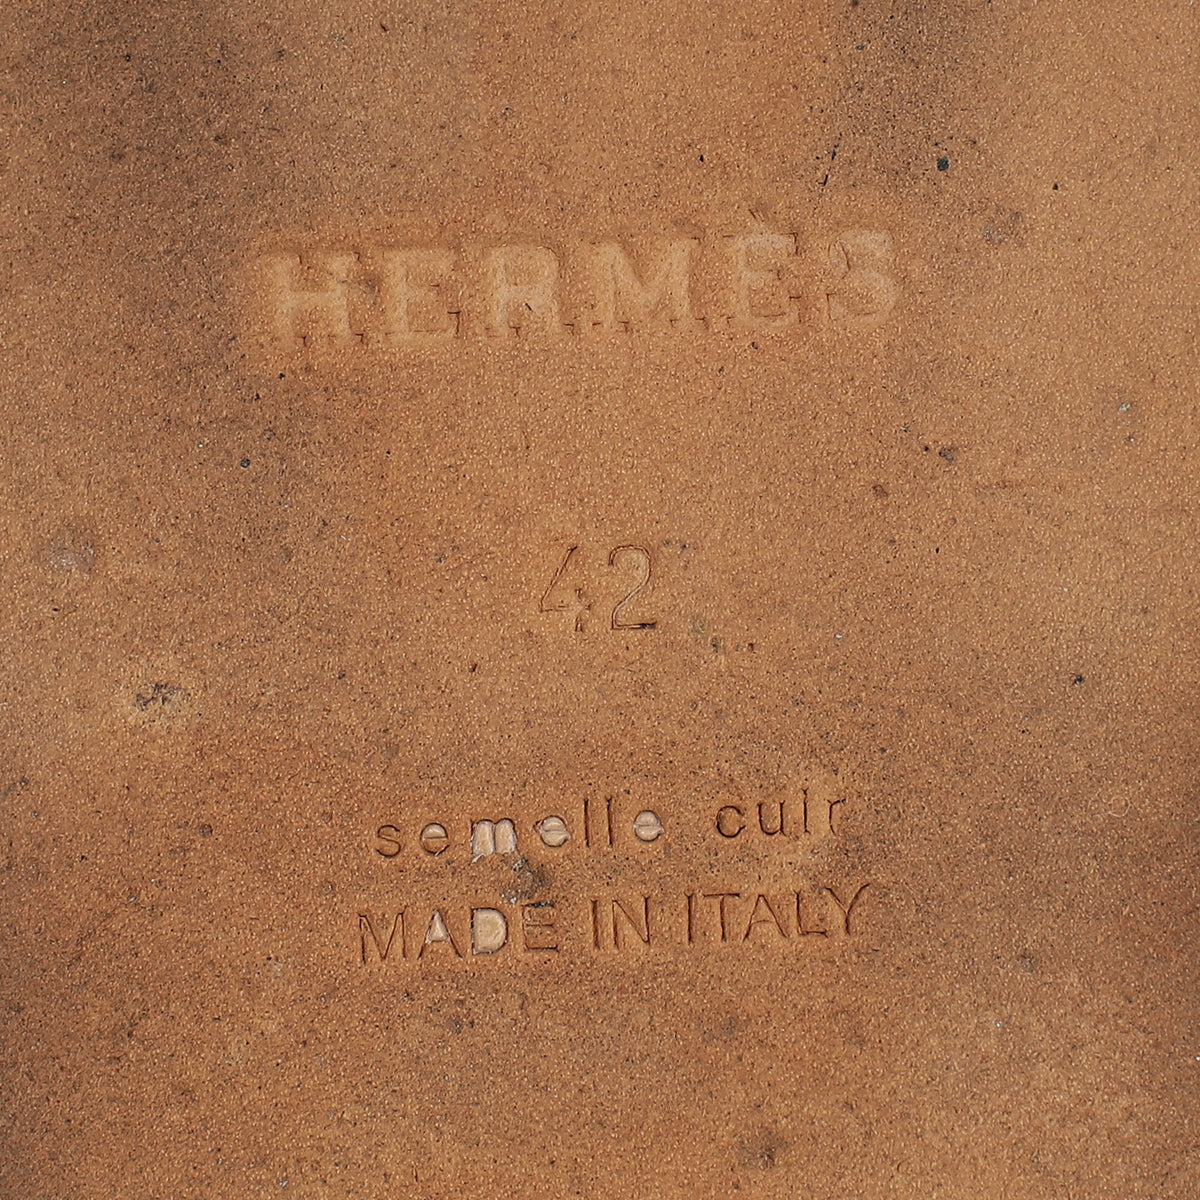 HERMÈS
42
semelle cuir
MADE IN ITALY